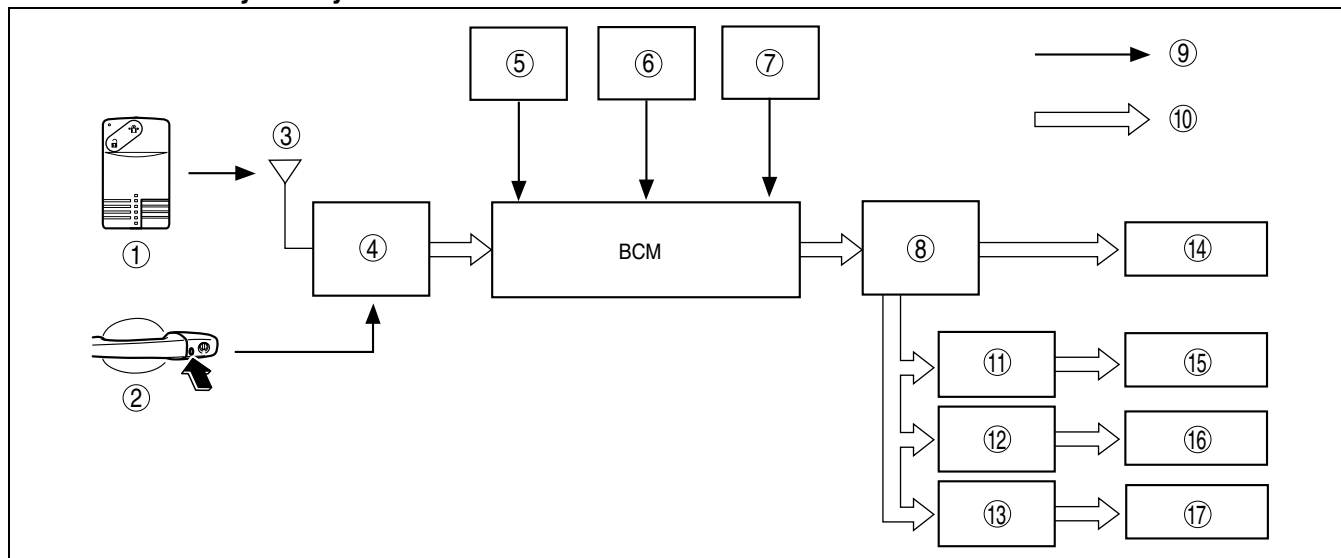 ⑤ ⑥ ⑦ ⑨
⑩
③
① ④ BCM ⑧ ⑭
② ⑪ ⑮
⑫ ⑯
⑬ ⑰